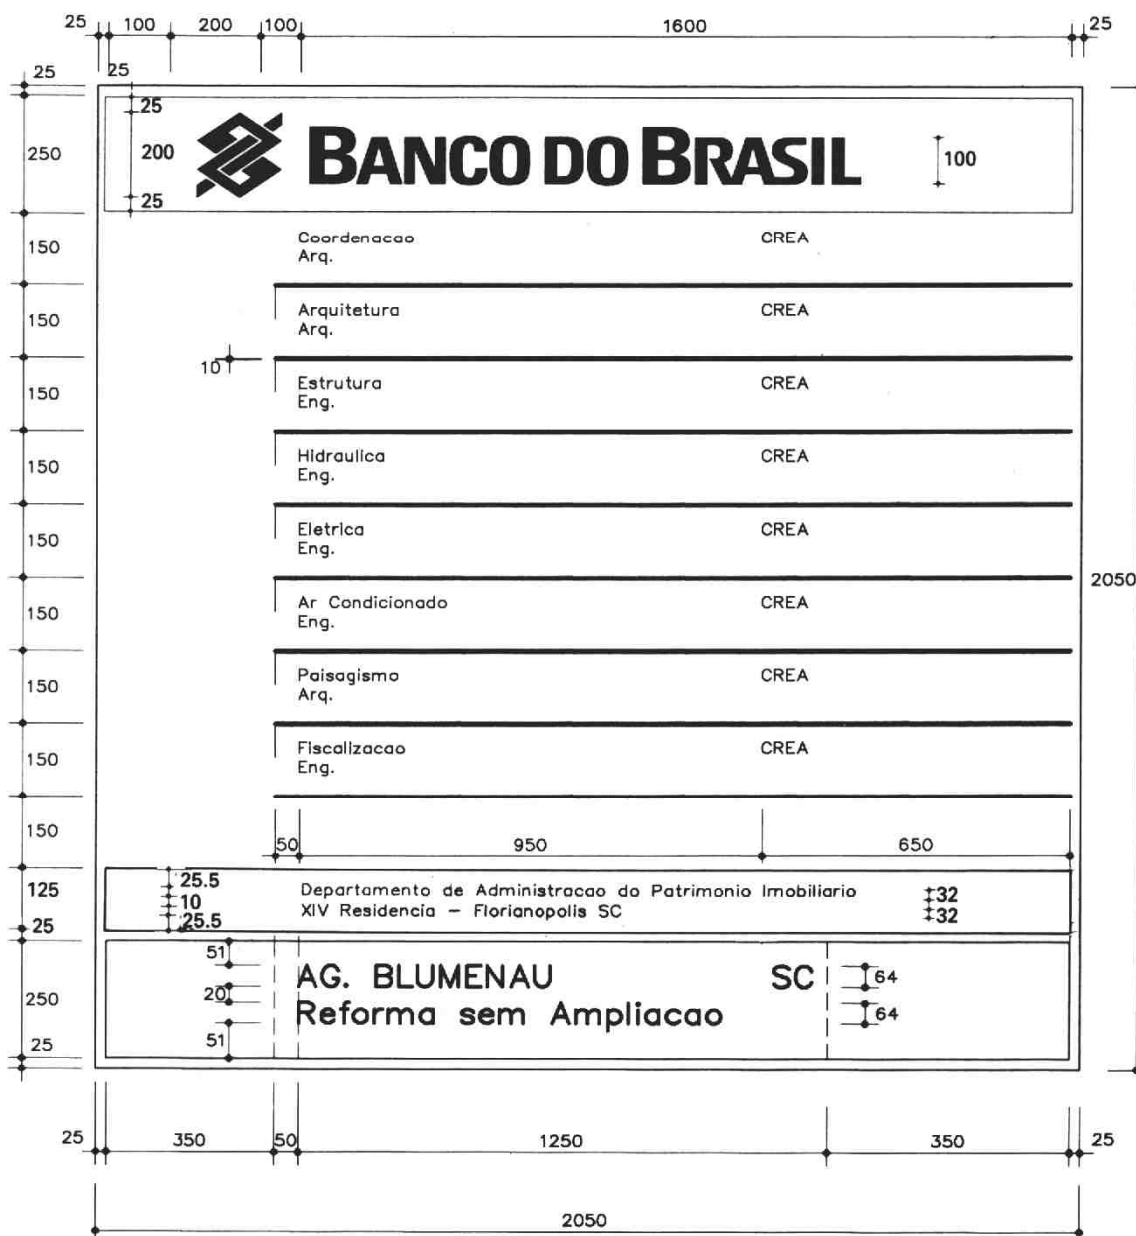 25 100 200 100 1600 25
25 25
25
250 200 BANCO DO BRASIL 100
25
150 Coordenacao CREA
Arq.
150 Arquitetura CREA
Arq.
10
150 Estrutura CREA
Eng.
150 Hidraulica CREA
Eng.
150 Eletrica CREA
Eng.
2050
150 Ar Condicionado CREA
Eng.
150 Paisagismo CREA
Arq.
150 Fiscalizacao CREA
Eng.
150 50 950 650
25.5
125 Departamento de Administracao do Patrimonio Imobiliario 32
10 XIV Residencia – Florianopolis SC 32
25 25.5
51 AG. BLUMENAU SC 64
20
250 Reforma sem Ampliacao 64
25 51
25 350 50 1250 350 25
2050